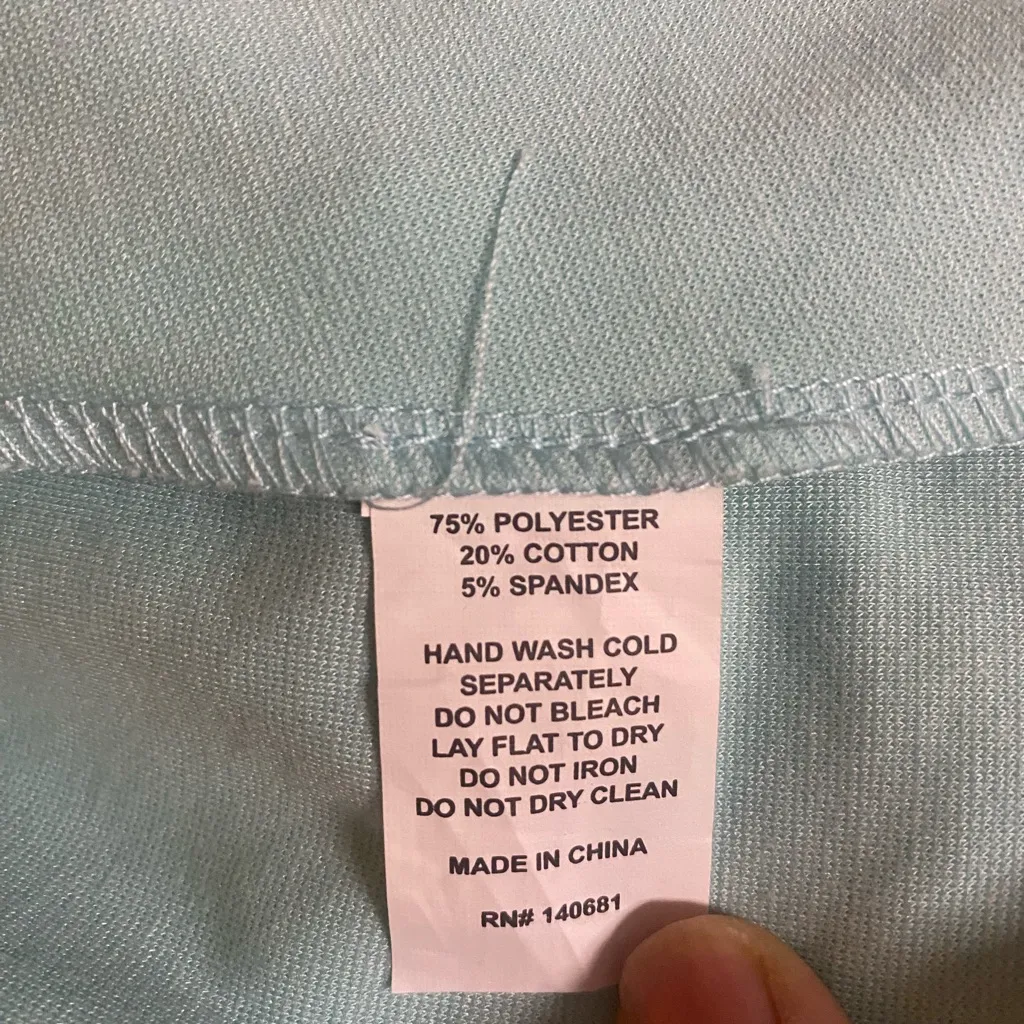 75% POLYESTER
20% COTTON
5% SPANDEX
HAND WASH COLD
SEPARATELY
DO NOT BLEACH
LAY FLAT TO DRY
DO NOT IRON
DO NOT DRY CLEAN
MADE IN CHINA
RN# 140681